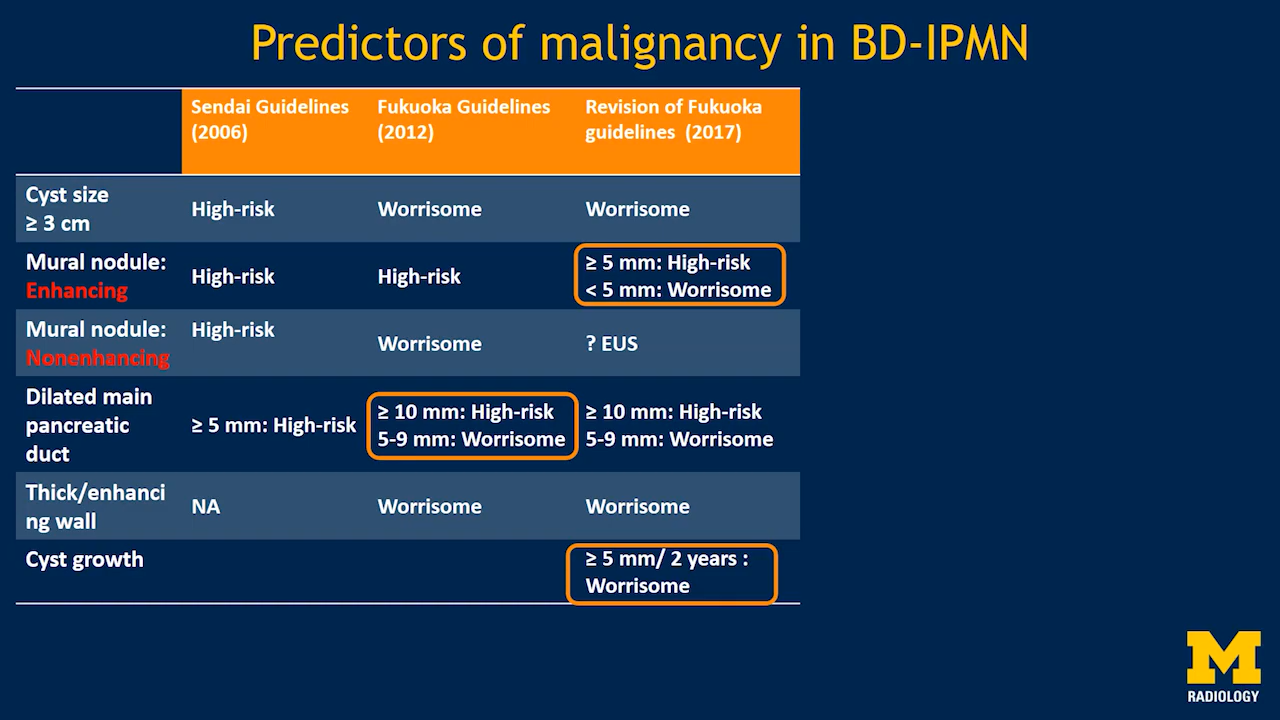 Predictors of malignancy in BD-IPMN
Sendai Guidelines
(2006)
Fukuoka Guidelines
(2012)
Revision of Fukuoka
guidelines (2017)
Cyst size
≥ 3 cm
High-risk
Worrisome
Worrisome
Mural nodule:
Enhancing
High-risk
High-risk
≥ 5 mm: High-risk
< 5 mm: Worrisome
Mural nodule:
Nonenhancing
High-risk
Worrisome
? EUS
Dilated main
pancreatic
duct
≥ 5 mm: High-risk
≥ 10 mm: High-risk
5-9 mm: Worrisome
≥ 10 mm: High-risk
5-9 mm: Worrisome
Thick/enhanci
ng wall
NA
Worrisome
Worrisome
Cyst growth
≥ 5 mm/ 2 years :
Worrisome
M
RADIOLOGY